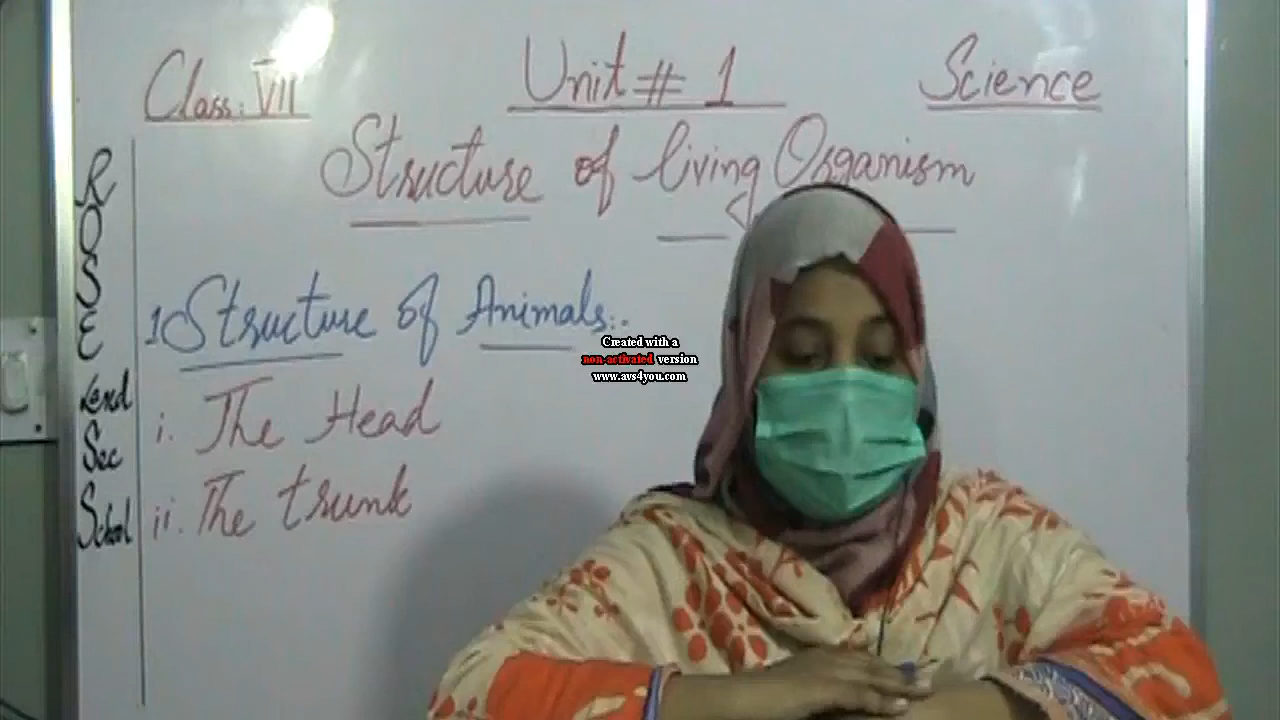 Class: VII Unit # 1 Science
Structure of living Organism
ROSE
Lend
Sec
School
1) Structure of Animals:.
i. The Head
ii. The trunk
Created with a
non-activated version
www.avs4you.com